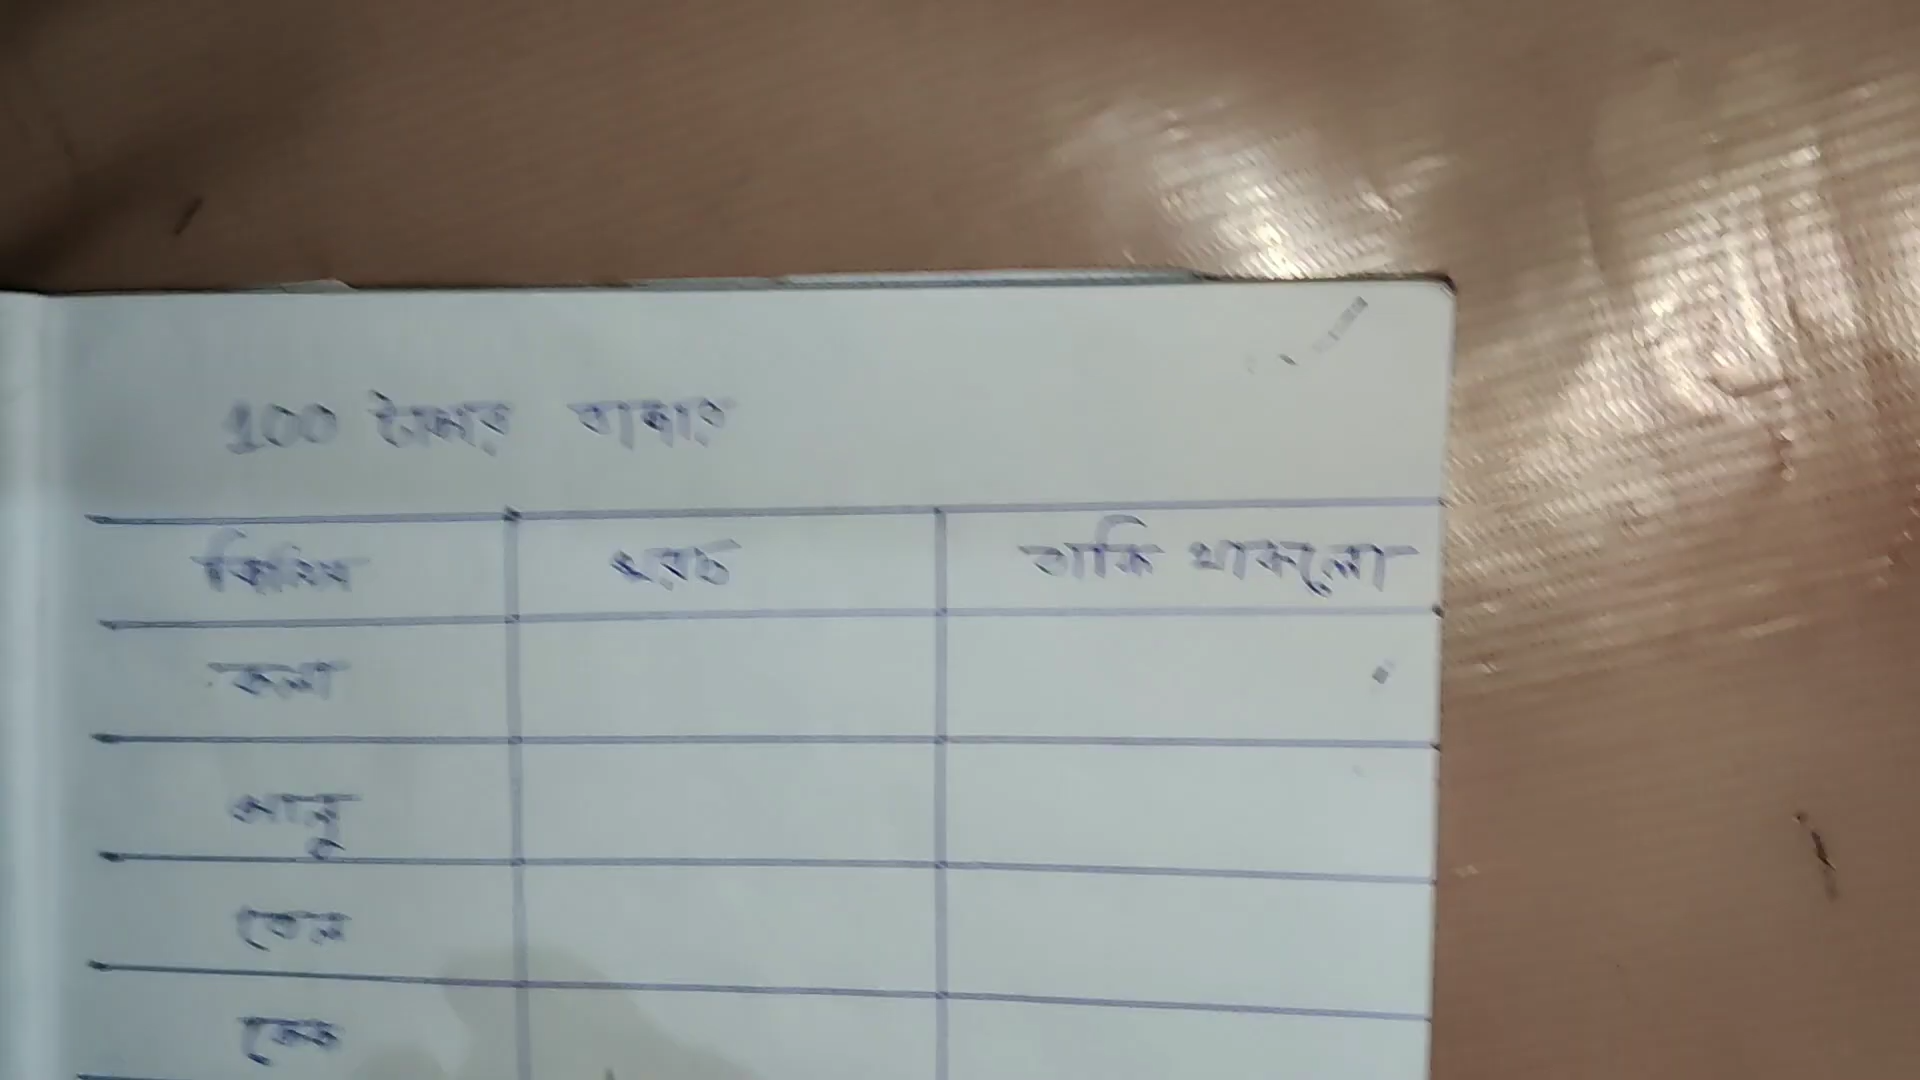 100 টাকার বাজার
জিনিস খরচ বাকি থাকলো
কলা
আলু
তেল
কেক